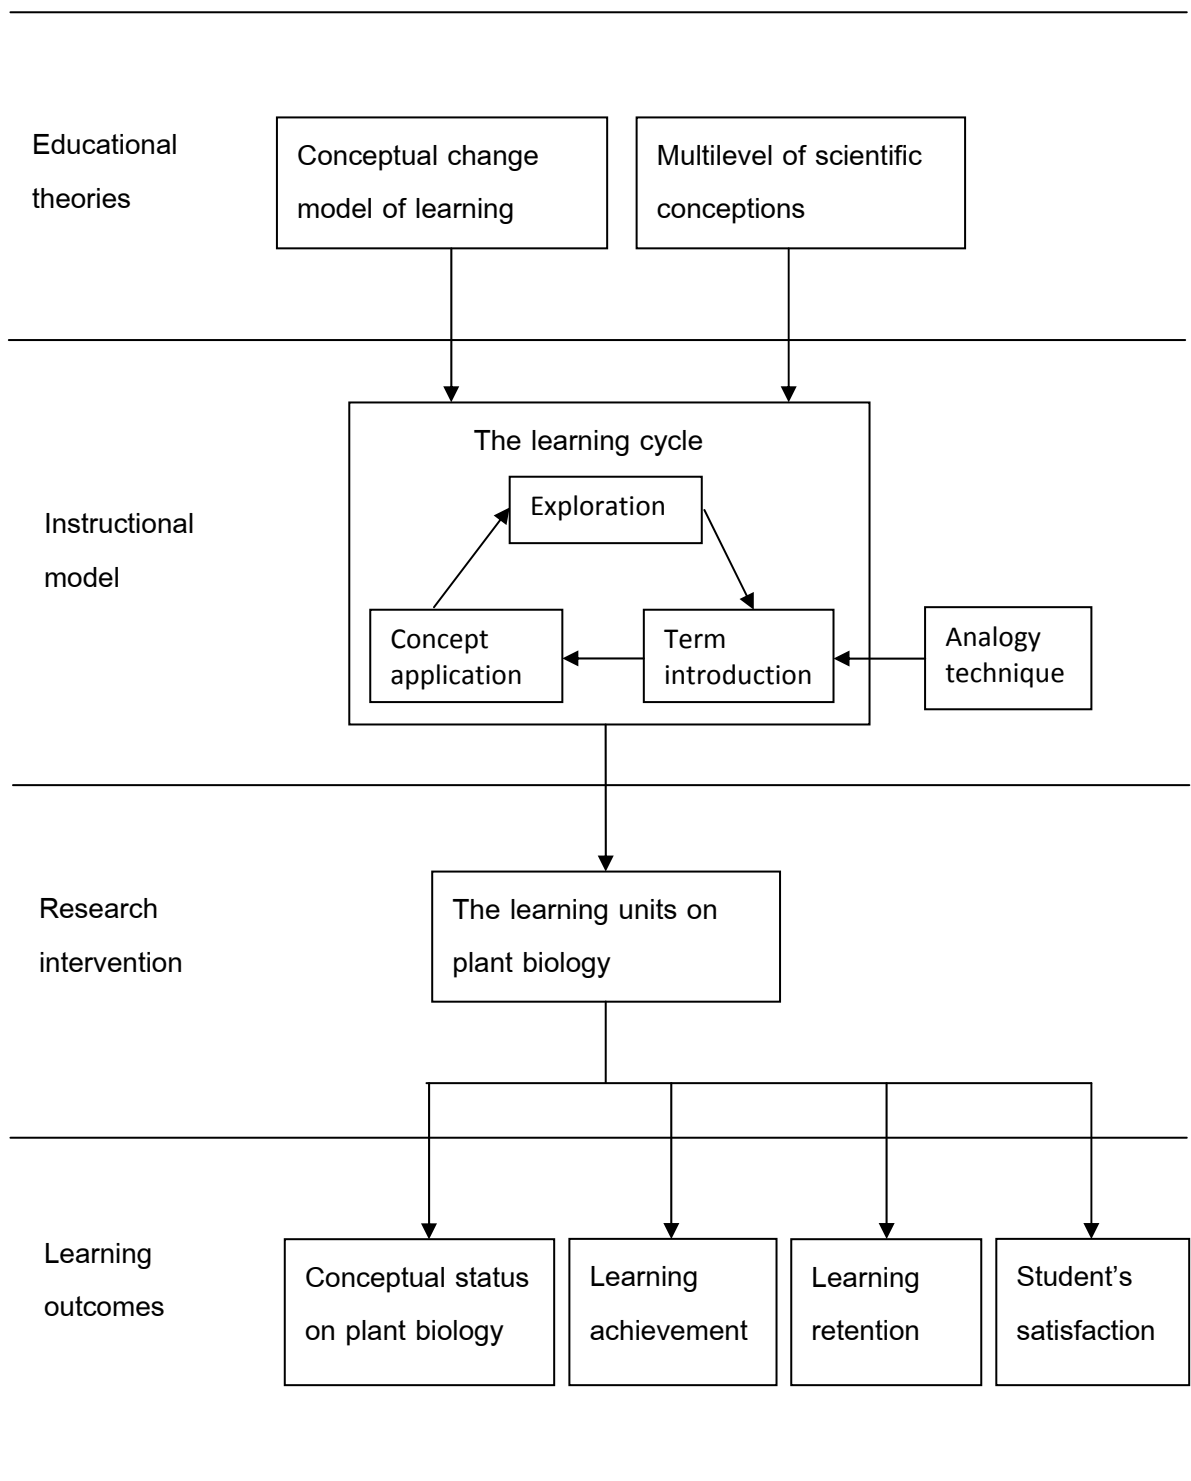 Educational
theories
Conceptual change
model of learning
Multilevel of scientific
conceptions
Instructional
model
The learning cycle
Exploration
Concept
application
Term
introduction
Analogy
technique
Research
intervention
The learning units on
plant biology
Learning
outcomes
Conceptual status
on plant biology
Learning
achievement
Learning
retention
Student’s
satisfaction